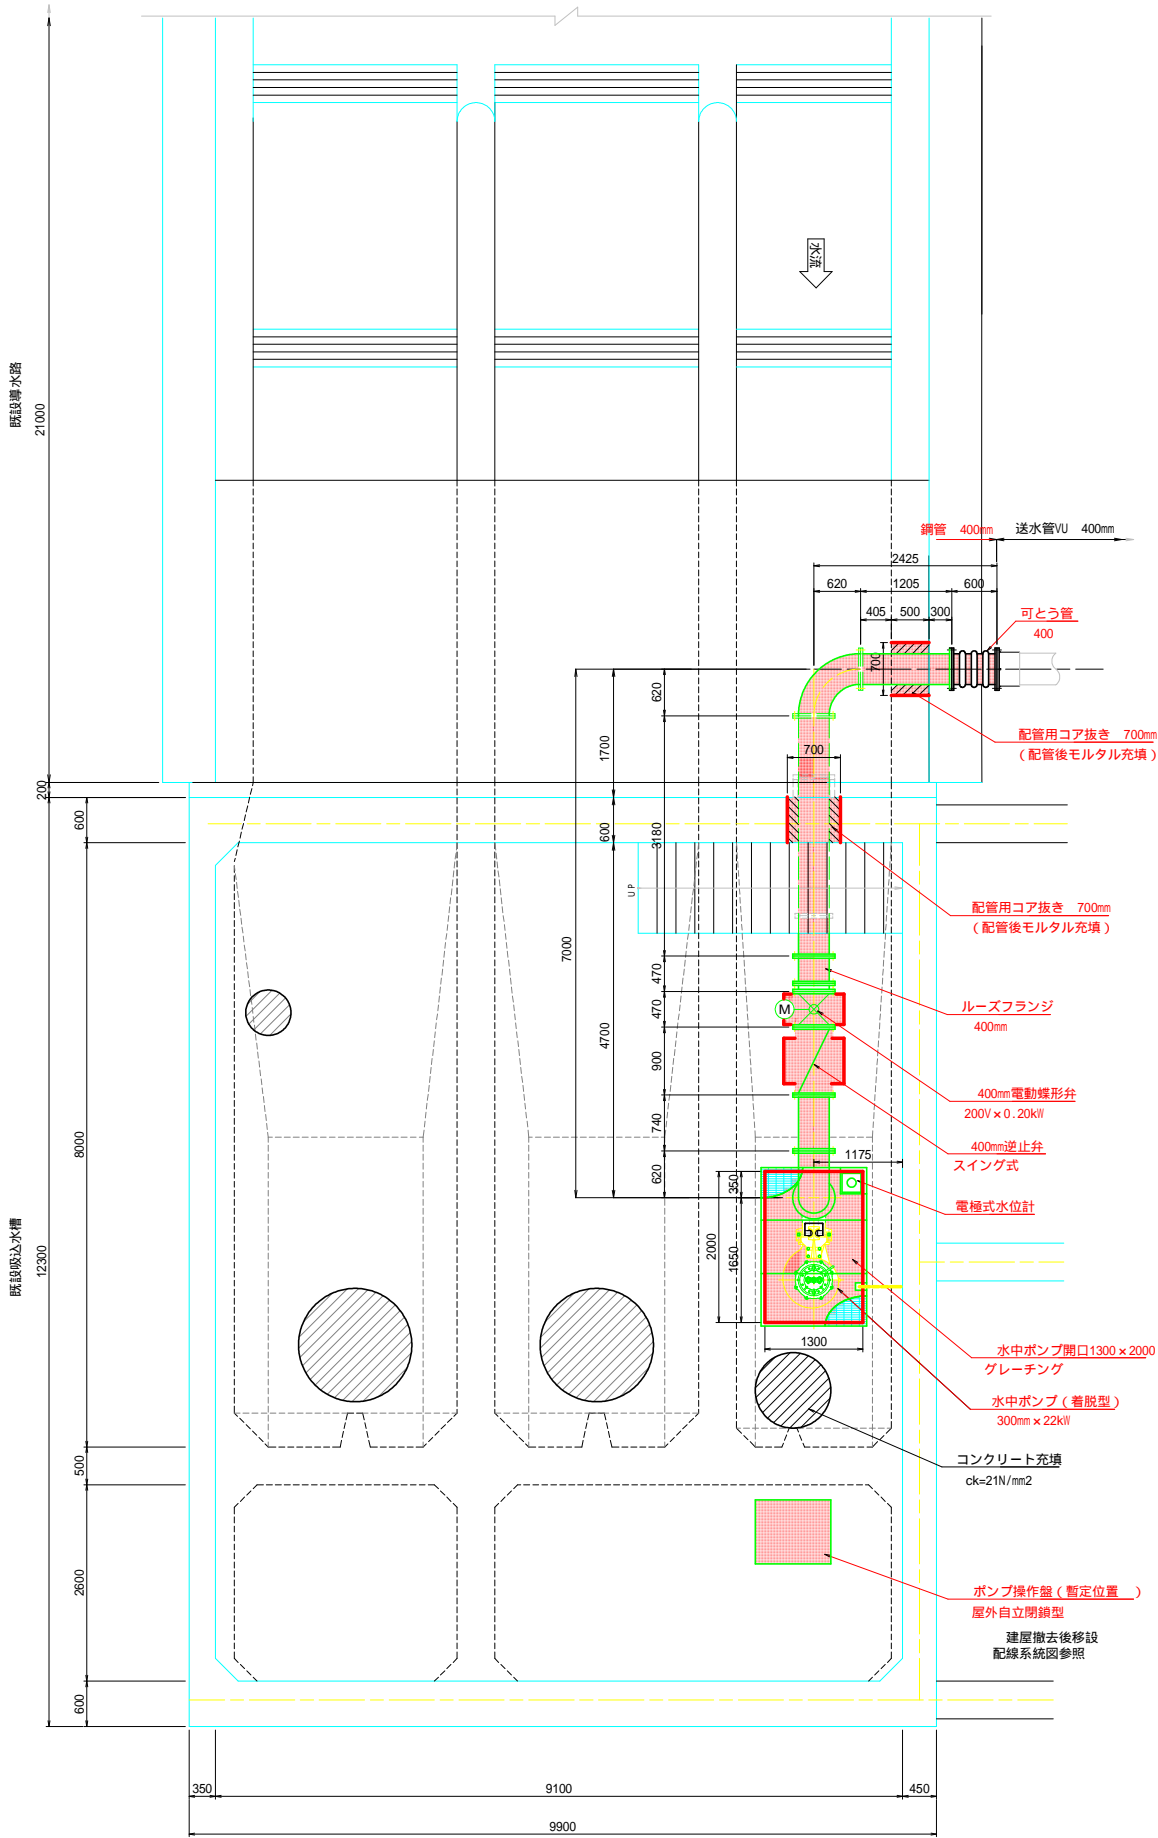 既設導水路
21000
水流
鋼管 400mm
送水管VU 400mm
2425
620
1205
600
405
500
300
可とう管
400
700
620
1700
配管用コア抜き 700mm
(配管後モルタル充填)
700
200
600
600
3180
UP
配管用コア抜き 700mm
(配管後モルタル充填)
7000
470
ルーズフランジ
400mm
470
M
4700
900
400mm電動蝶形弁
200V×0.20kW
740
400mm逆止弁
スイング式
8000
1175
620
350
電極式水位計
既設吸込水槽
12300
2000
1650
1300
水中ポンプ開口1300×2000
グレーチング
水中ポンプ(着脱型)
300mm×22kW
コンクリート充填
ck=21N/mm2
500
2600
ポンプ操作盤(暫定位置 )
屋外自立閉鎖型
建屋撤去後移設
配線系統図参照
600
350
9100
450
9900